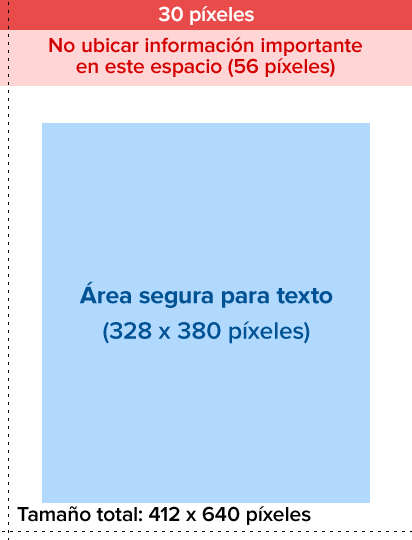 30 píxeles
No ubicar información importante
en este espacio (56 píxeles)
Área segura para texto
(328 x 380 píxeles)
Tamaño total: 412 x 640 píxeles